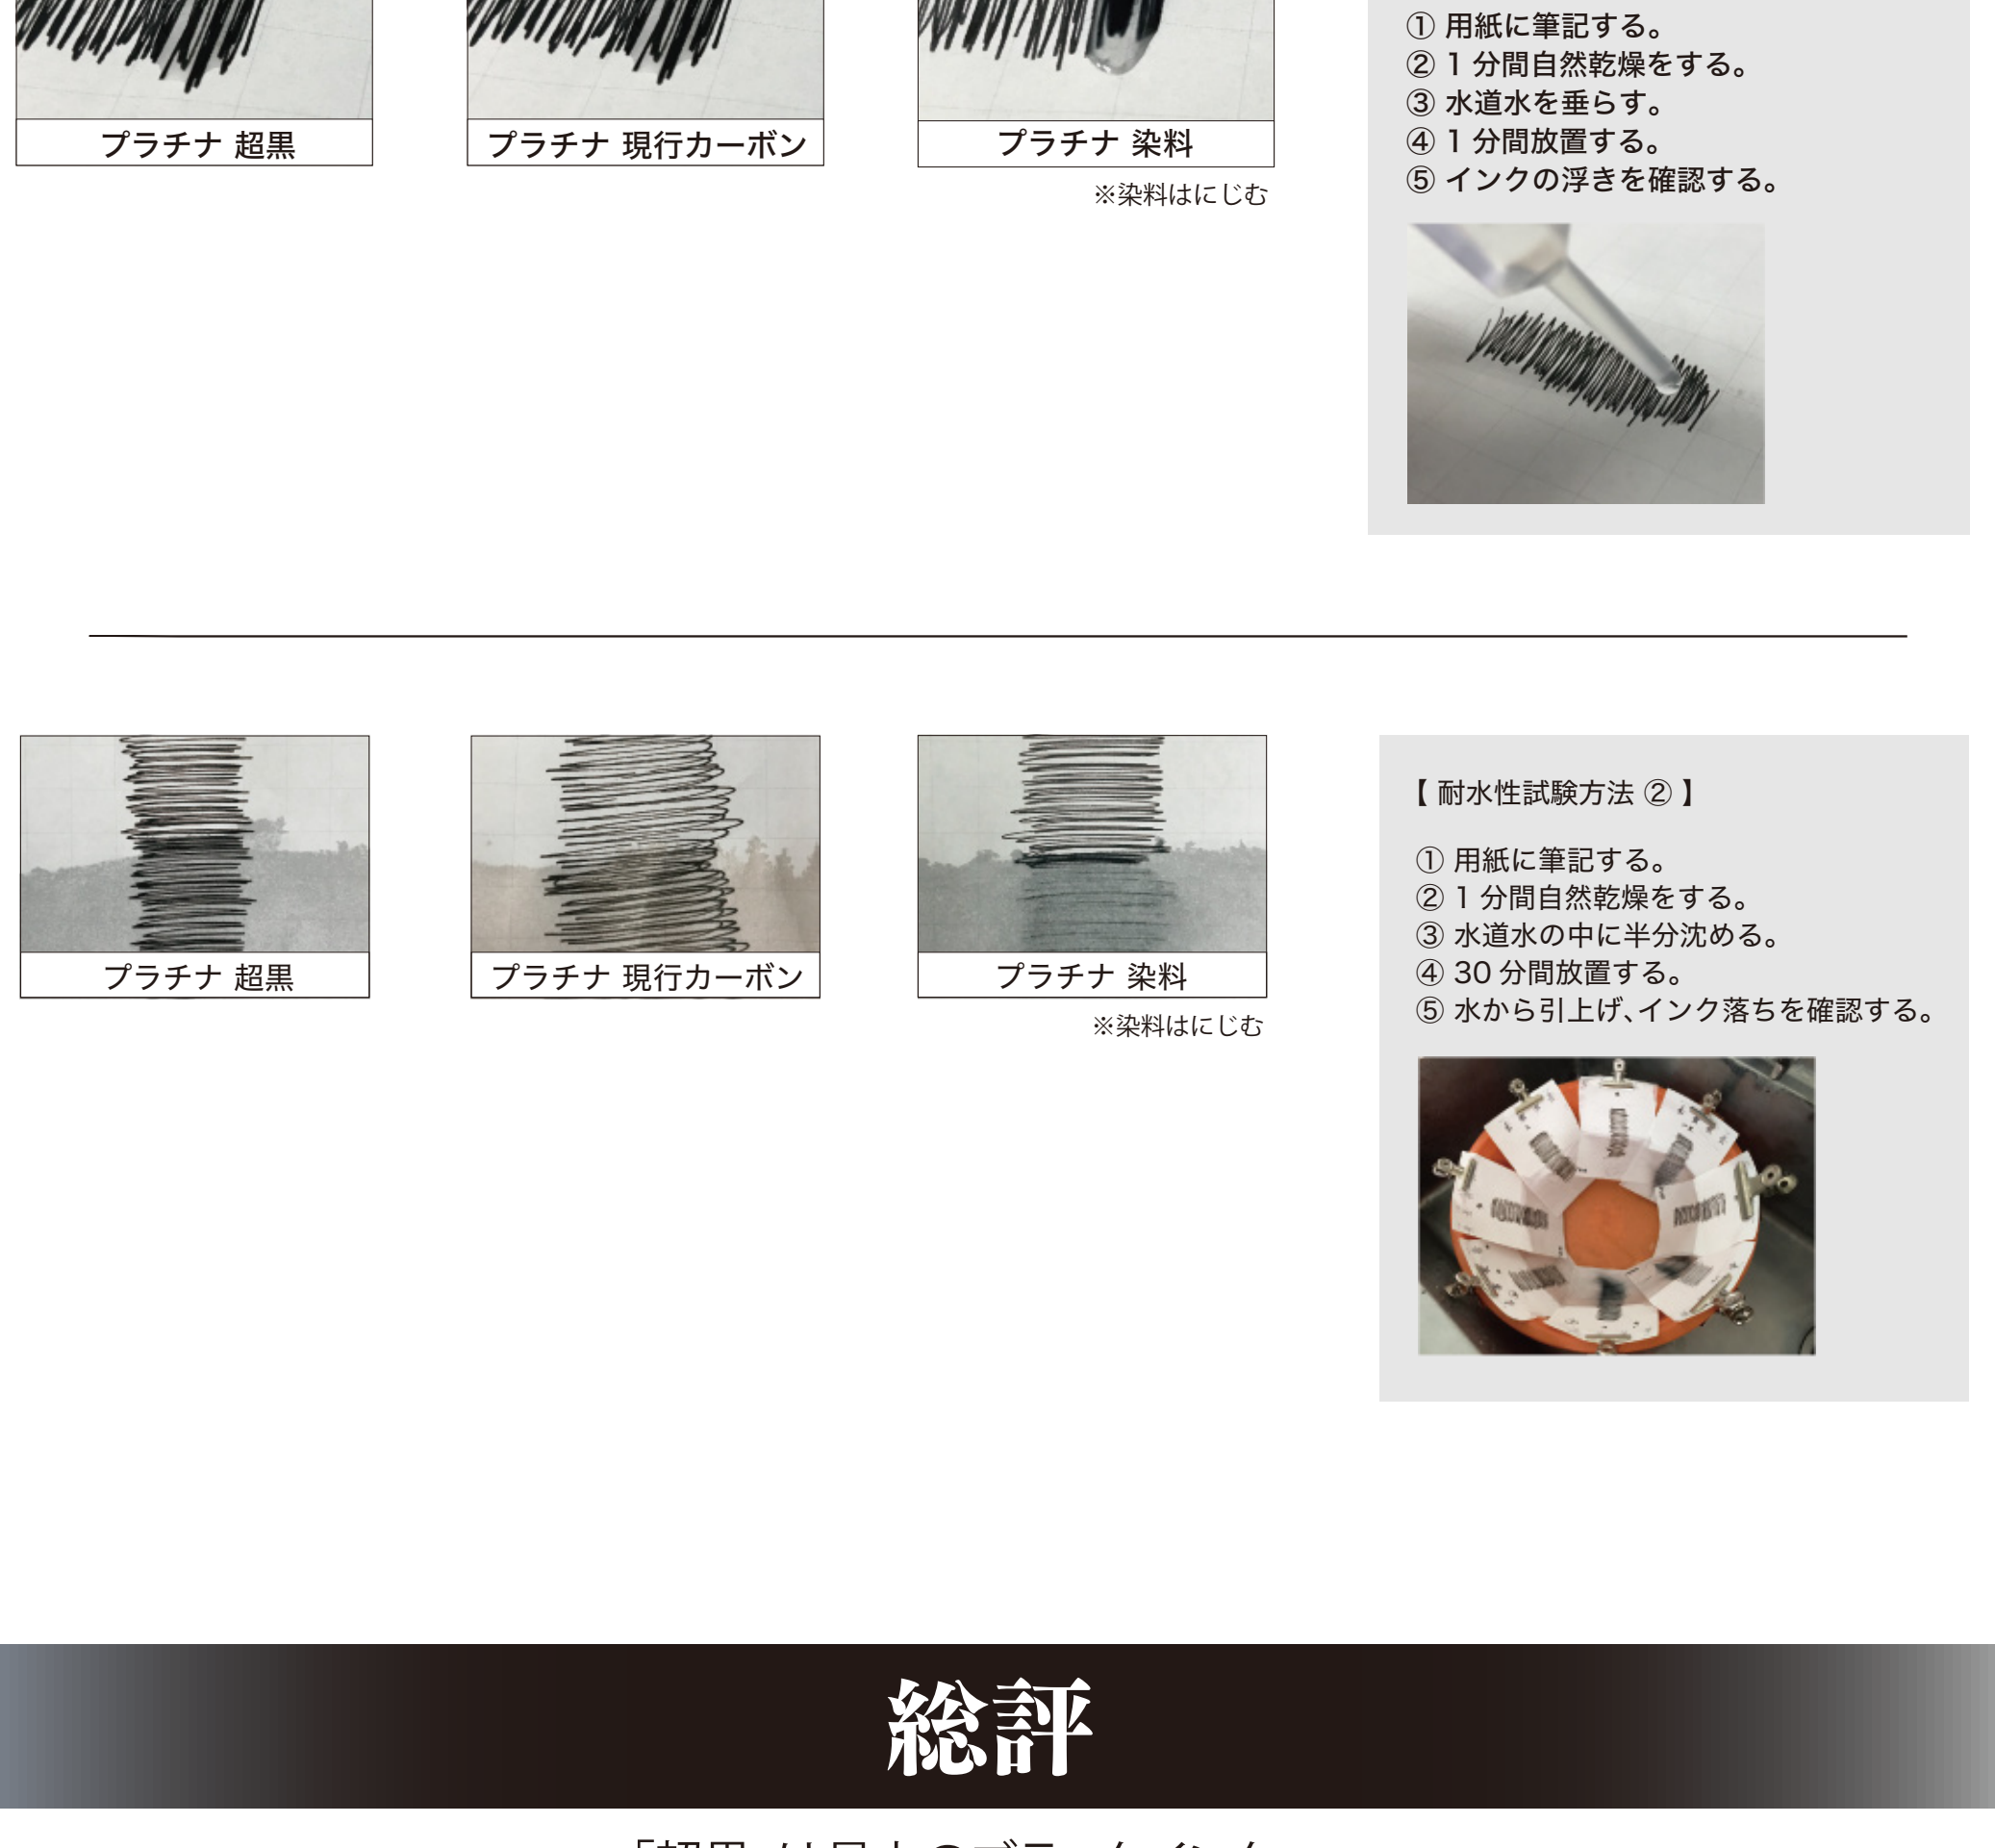 プラチナ 超黒
プラチナ 現行カーボン
プラチナ 染料
※染料はにじむ
① 用紙に筆記する。
② 1 分間自然乾燥をする。
③ 水道水を垂らす。
④ 1 分間放置する。
⑤ インクの浮きを確認する。
プラチナ 超黒
プラチナ 現行カーボン
プラチナ 染料
※染料はにじむ
【 耐水性試験方法 ② 】
① 用紙に筆記する。
② 1 分間自然乾燥をする。
③ 水道水の中に半分沈める。
④ 30 分間放置する。
⑤ 水から引上げ、インク落ちを確認する。
総評